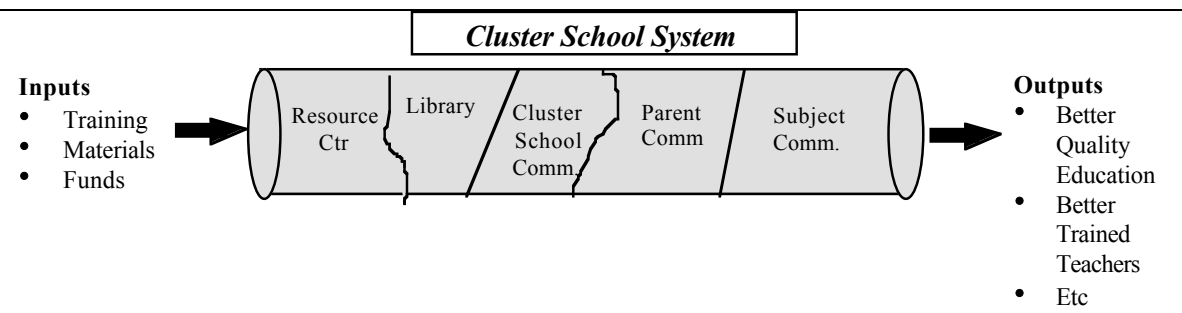 Cluster School System
Inputs
• Training
• Materials
• Funds
Resource
Ctr
Library
Cluster
School
Comm.
Parent
Comm
Subject
Comm.
Outputs
• Better
Quality
Education
• Better
Trained
Teachers
• Etc